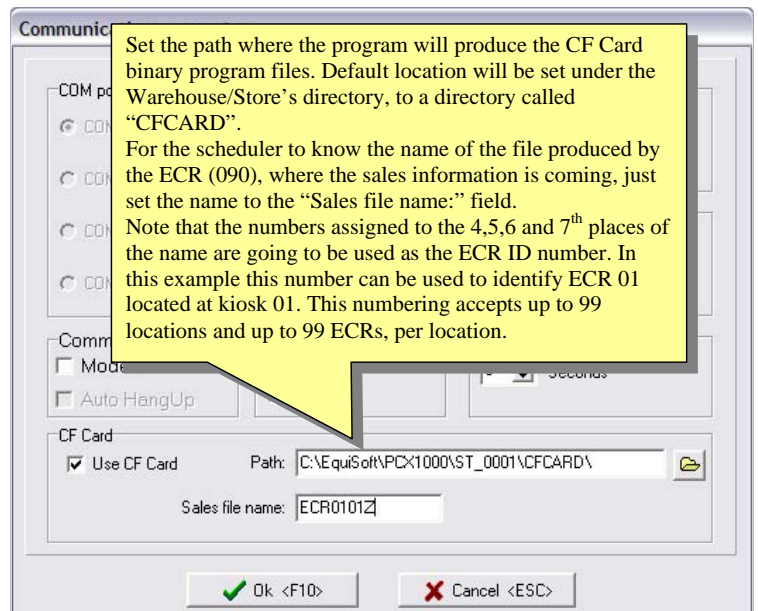 Communic
Set the path where the program will produce the CF Card
binary program files. Default location will be set under the
Warehouse/Store's directory, to a directory called
“CFCARD”.
For the scheduler to know the name of the file produced by
the ECR (090), where the sales information is coming, just
set the name to the “Sales file name:” field.
Note that the numbers assigned to the 4,5,6 and 7th places of
the name are going to be used as the ECR ID number. In
this example this number can be used to identify ECR 01
located at kiosk 01. This numbering accepts up to 99
locations and up to 99 ECRs, per location.
COM po
COM
COM
COM
COM
Comm
Mode
Seconds
Auto HangUp
CF Card
Use CF Card Path: C:\EquiSoft\PCX1000\ST_0001\CFCARD\
Sales file name: ECR0101Z
Ok <F10> Cancel <ESC>